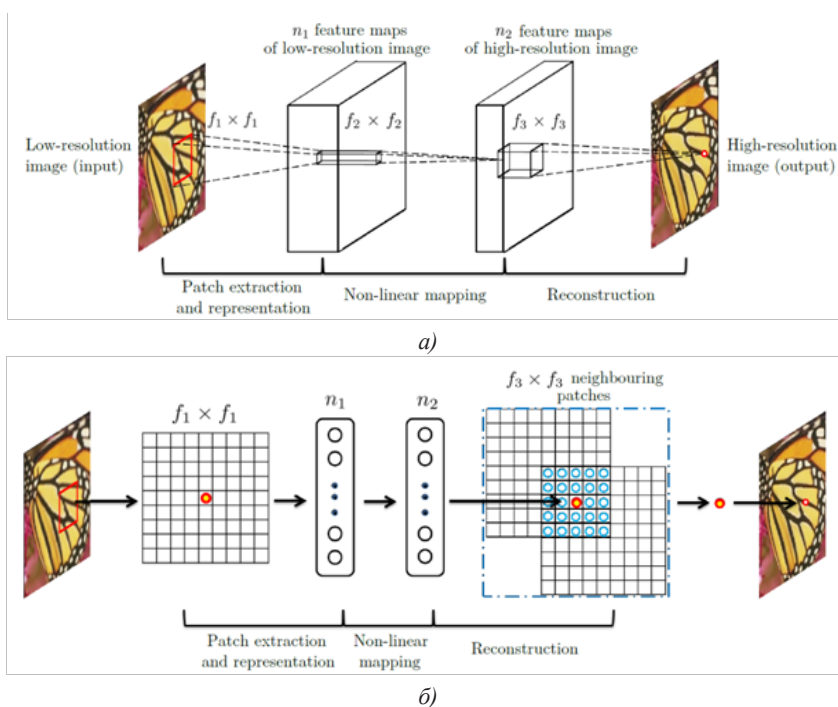 n₁ feature maps
of low-resolution image
n₂ feature maps
of high-resolution image
f₁ × f₁
f₂ × f₂
f₃ × f₃
Low-resolution
image (input)
High-resolution
image (output)
Patch extraction
and representation
Non-linear mapping
Reconstruction
а)
f₁ × f₁
n₁
n₂
f₃ × f₃ neighbouring
patches
Patch extraction
and representation
Non-linear
mapping
Reconstruction
б)